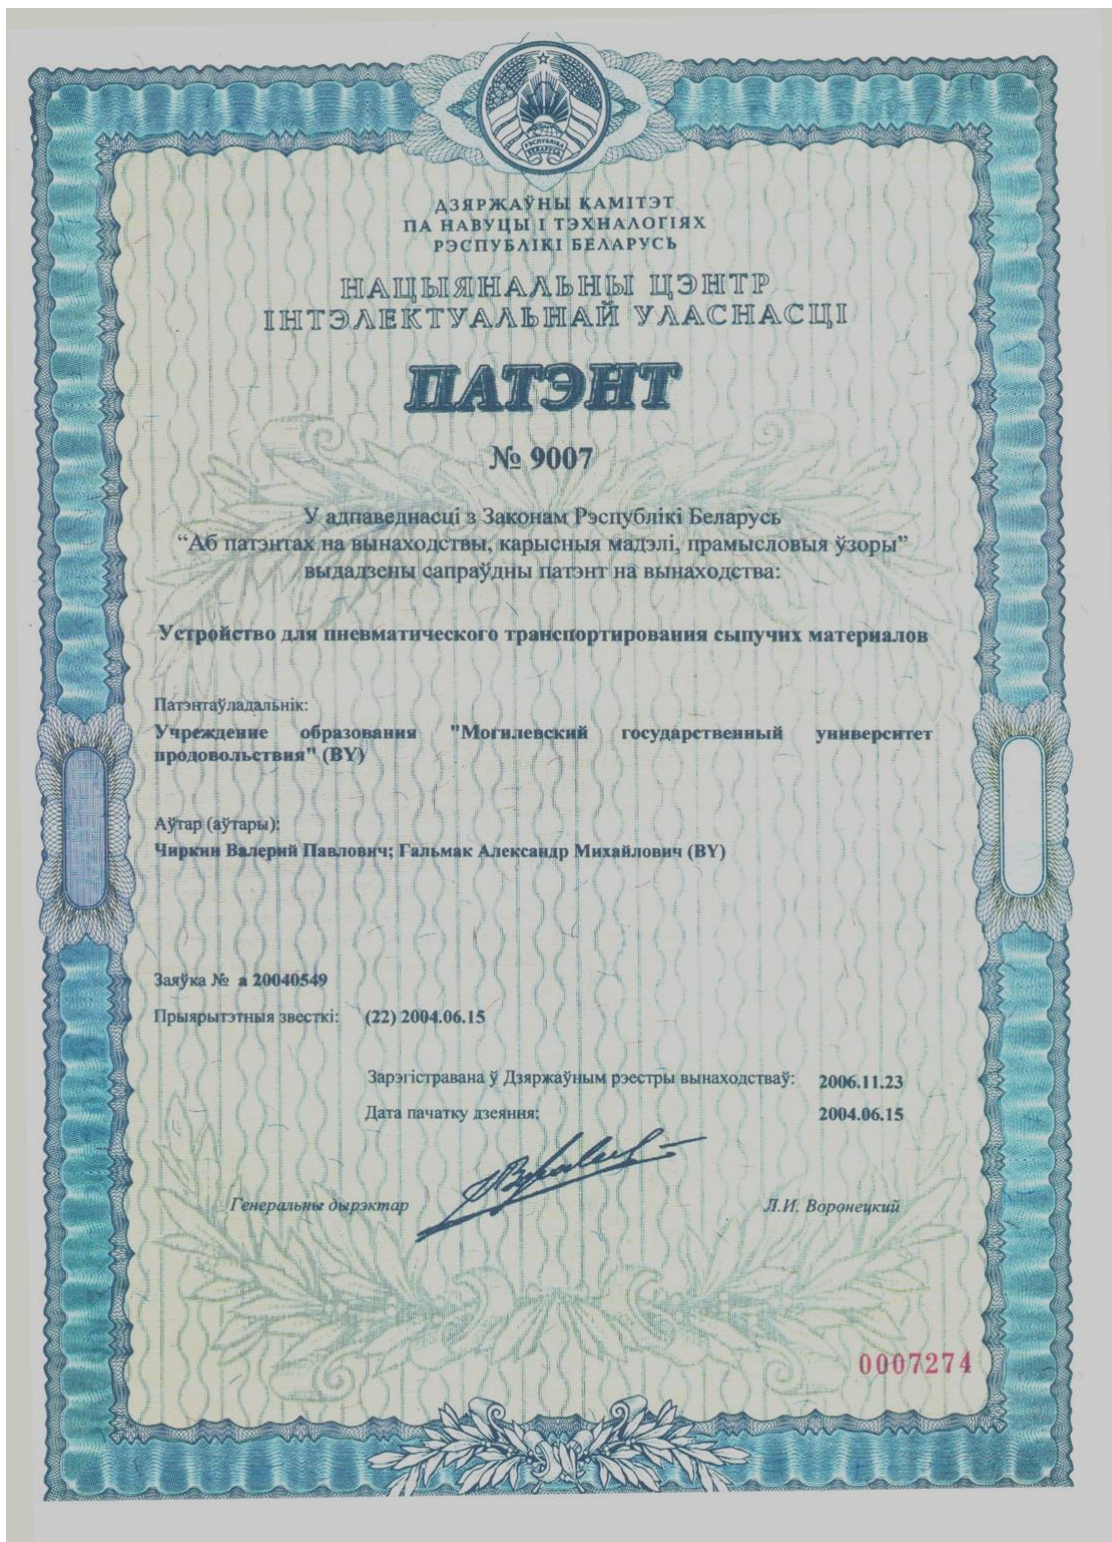 РЭСПУБЛІКА
БЕЛАРУСЬ
ДЗЯРЖАЎНЫ КАМІТЭТ
ПА НАВУЦЫ І ТЭХНАЛОГІЯХ
РЭСПУБЛІКІ БЕЛАРУСЬ
НАЦЫЯНАЛЬНЫ ЦЭНТР
ІНТЭЛЕКТУАЛЬНАЙ УЛАСНАСЦІ
ПАТЭНТ
№ 9007
У адпаведнасці з Законам Рэспублікі Беларусь
“Аб патэнтах на вынаходствы, карысныя мадэлі, прамысловыя ўзоры”
выдадзены сапраўдны патэнт на вынаходства:
Устройство для пневматического транспортирования сыпучих материалов
Патэнтаўладальнік:
Учреждение образования "Могилевский государственный университет
продовольствия" (BY)
Аўтар (аўтары):
Чиркин Валерий Павлович; Гальмак Александр Михайлович (BY)
Заяўка № а 20040549
Прыярытэтныя звесткі: (22) 2004.06.15
Зарэгістравана ў Дзяржаўным рэестры вынаходстваў: 2006.11.23
Дата пачатку дзеяння: 2004.06.15
Генеральны дырэктар Л.И. Воронецкий
0007274